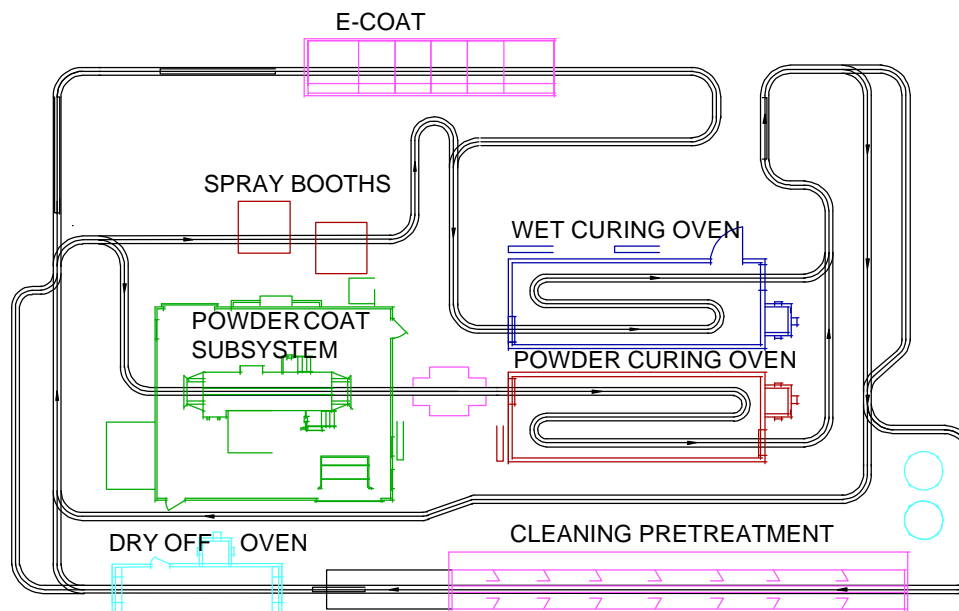 E-COAT
SPRAY BOOTHS
WET CURING OVEN
POWDER COAT
SUBSYSTEM
POWDER CURING OVEN
CLEANING PRETREATMENT
DRY OFF OVEN